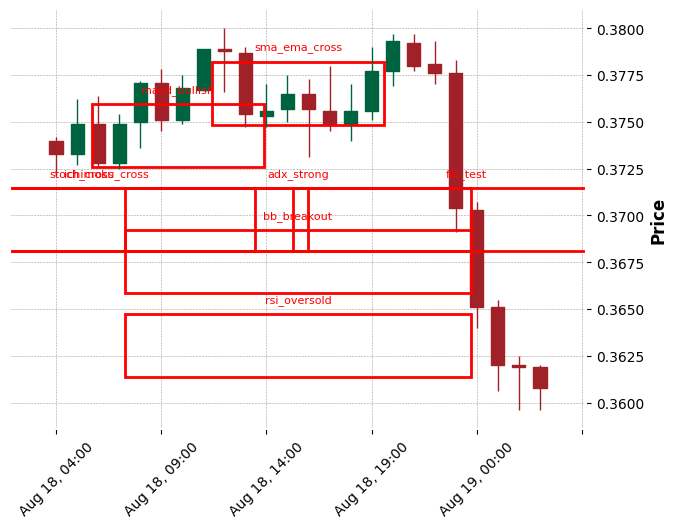 sma_ema_cross
macd_bullish
stoch_cross
ichimoku_cross
adx_strong
bb_breakout
rsi_oversold
0.3800
0.3775
0.3750
0.3725
0.3700
0.3675
0.3650
0.3625
0.3600
Price
Aug 18, 04:00
Aug 18, 09:00
Aug 18, 14:00
Aug 18, 19:00
Aug 19, 00:00